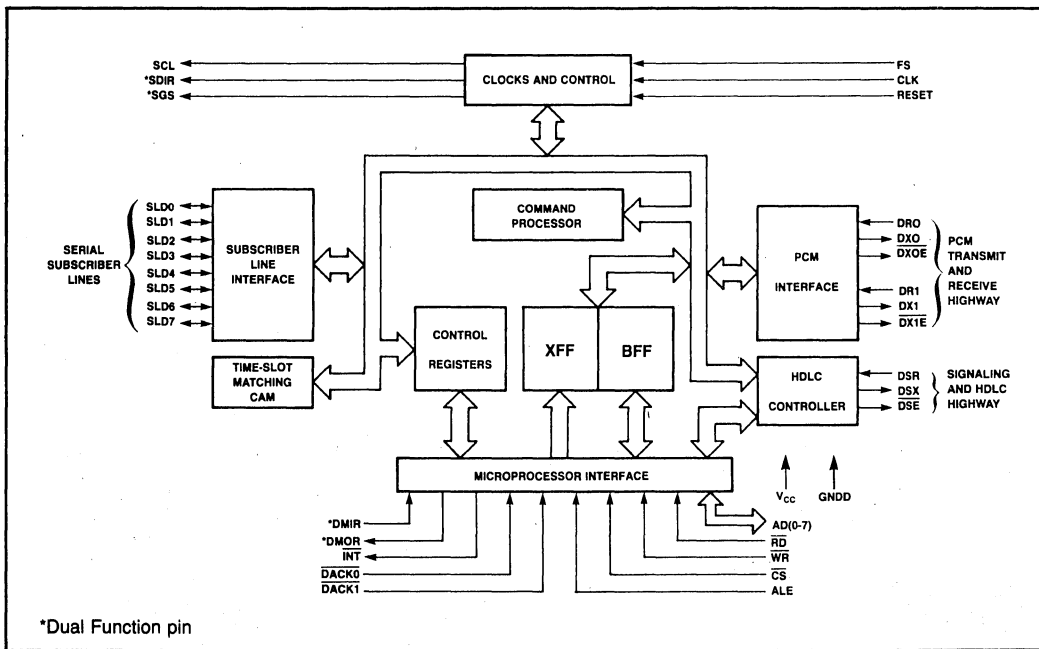 SCL
*SDIR
*SGS
CLOCKS AND CONTROL
FS
CLK
RESET
SERIAL
SUBSCRIBER
LINES
SLD0
SLD1
SLD2
SLD3
SLD4
SLD5
SLD6
SLD7
SUBSCRIBER
LINE
INTERFACE
COMMAND
PROCESSOR
PCM
INTERFACE
DRO
DXO
DXOE
DR1
DX1
DX1E
PCM
TRANSMIT
AND
RECEIVE
HIGHWAY
TIME-SLOT
MATCHING
CAM
CONTROL
REGISTERS
XFF
BFF
HDLC
CONTROLLER
DSR
DSX
DSE
SIGNALING
AND HDLC
HIGHWAY
MICROPROCESSOR INTERFACE
VCC
GNDD
*DMIR
*DMOR
INT
DACK0
DACK1
AD(0-7)
RD
WR
CS
ALE
*Dual Function pin